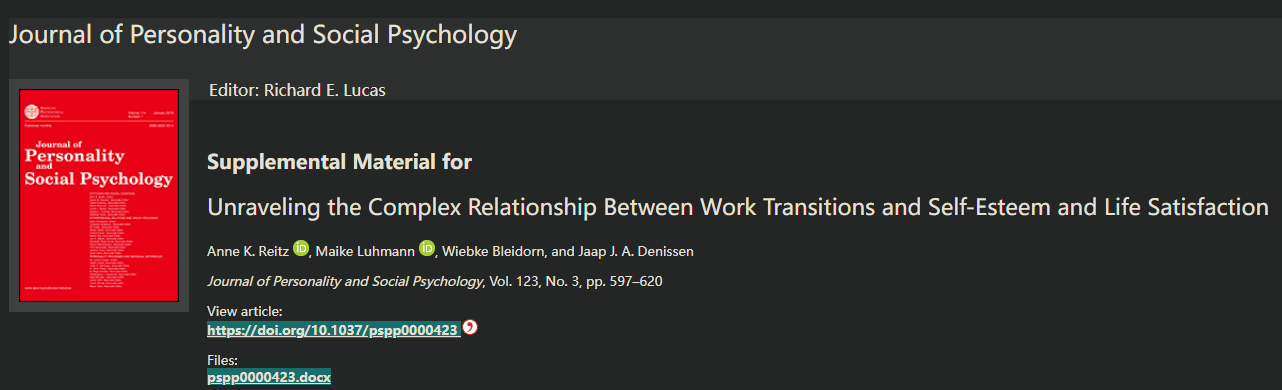 Journal of Personality and Social Psychology
Editor: Richard E. Lucas
Journal of
Personality
and
Social Psychology
Supplemental Material for
Unraveling the Complex Relationship Between Work Transitions and Self-Esteem and Life Satisfaction
Anne K. Reitz iD, Maike Luhmann iD, Wiebke Bleidorn, and Jaap J. A. Denissen
Journal of Personality and Social Psychology, Vol. 123, No. 3, pp. 597–620
View article:
https://doi.org/10.1037/pspp0000423
Files:
pspp0000423.docx